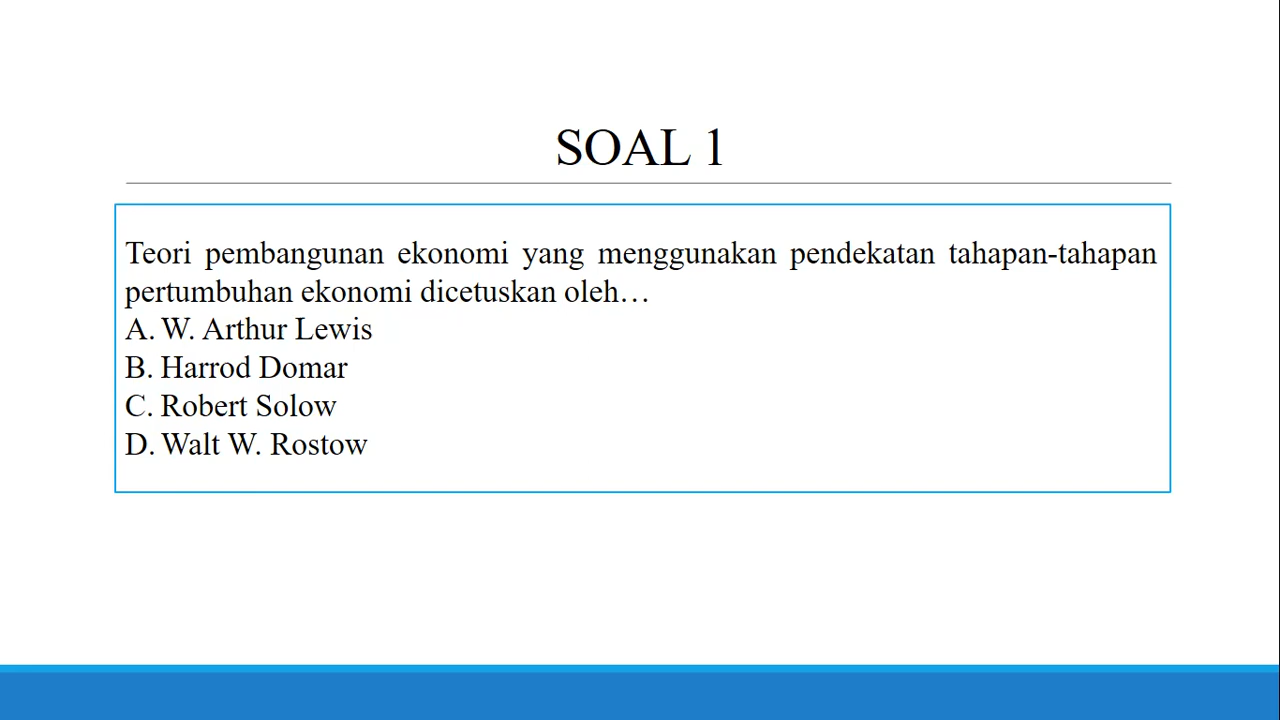 SOAL 1
Teori pembangunan ekonomi yang menggunakan pendekatan tahapan-tahapan
pertumbuhan ekonomi dicetuskan oleh…
A. W. Arthur Lewis
B. Harrod Domar
C. Robert Solow
D. Walt W. Rostow